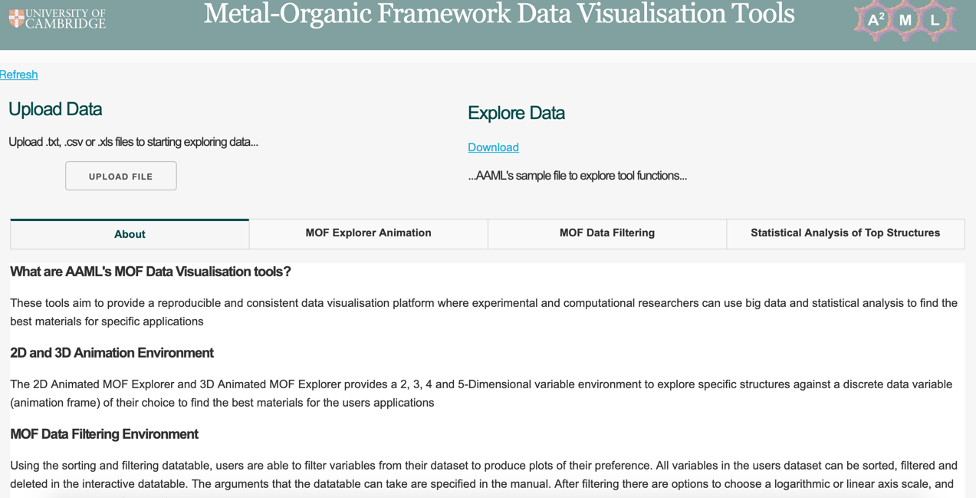 UNIVERSITY OF
CAMBRIDGE
Metal-Organic Framework Data Visualisation Tools
A² M L
Refresh
Upload Data
Upload .txt, .csv or .xls files to starting exploring data...
UPLOAD FILE
Explore Data
Download
...AAML's sample file to explore tool functions...
About
MOF Explorer Animation
MOF Data Filtering
Statistical Analysis of Top Structures
What are AAML's MOF Data Visualisation tools?
These tools aim to provide a reproducible and consistent data visualisation platform where experimental and computational researchers can use big data and statistical analysis to find the
best materials for specific applications
2D and 3D Animation Environment
The 2D Animated MOF Explorer and 3D Animated MOF Explorer provides a 2, 3, 4 and 5-Dimensional variable environment to explore specific structures against a discrete data variable
(animation frame) of their choice to find the best materials for the users applications
MOF Data Filtering Environment
Using the sorting and filtering datatable, users are able to filter variables from their dataset to produce plots of their preference. All variables in the users dataset can be sorted, filtered and
deleted in the interactive datatable. The arguments that the datatable can take are specified in the manual. After filtering there are options to choose a logarithmic or linear axis scale, and